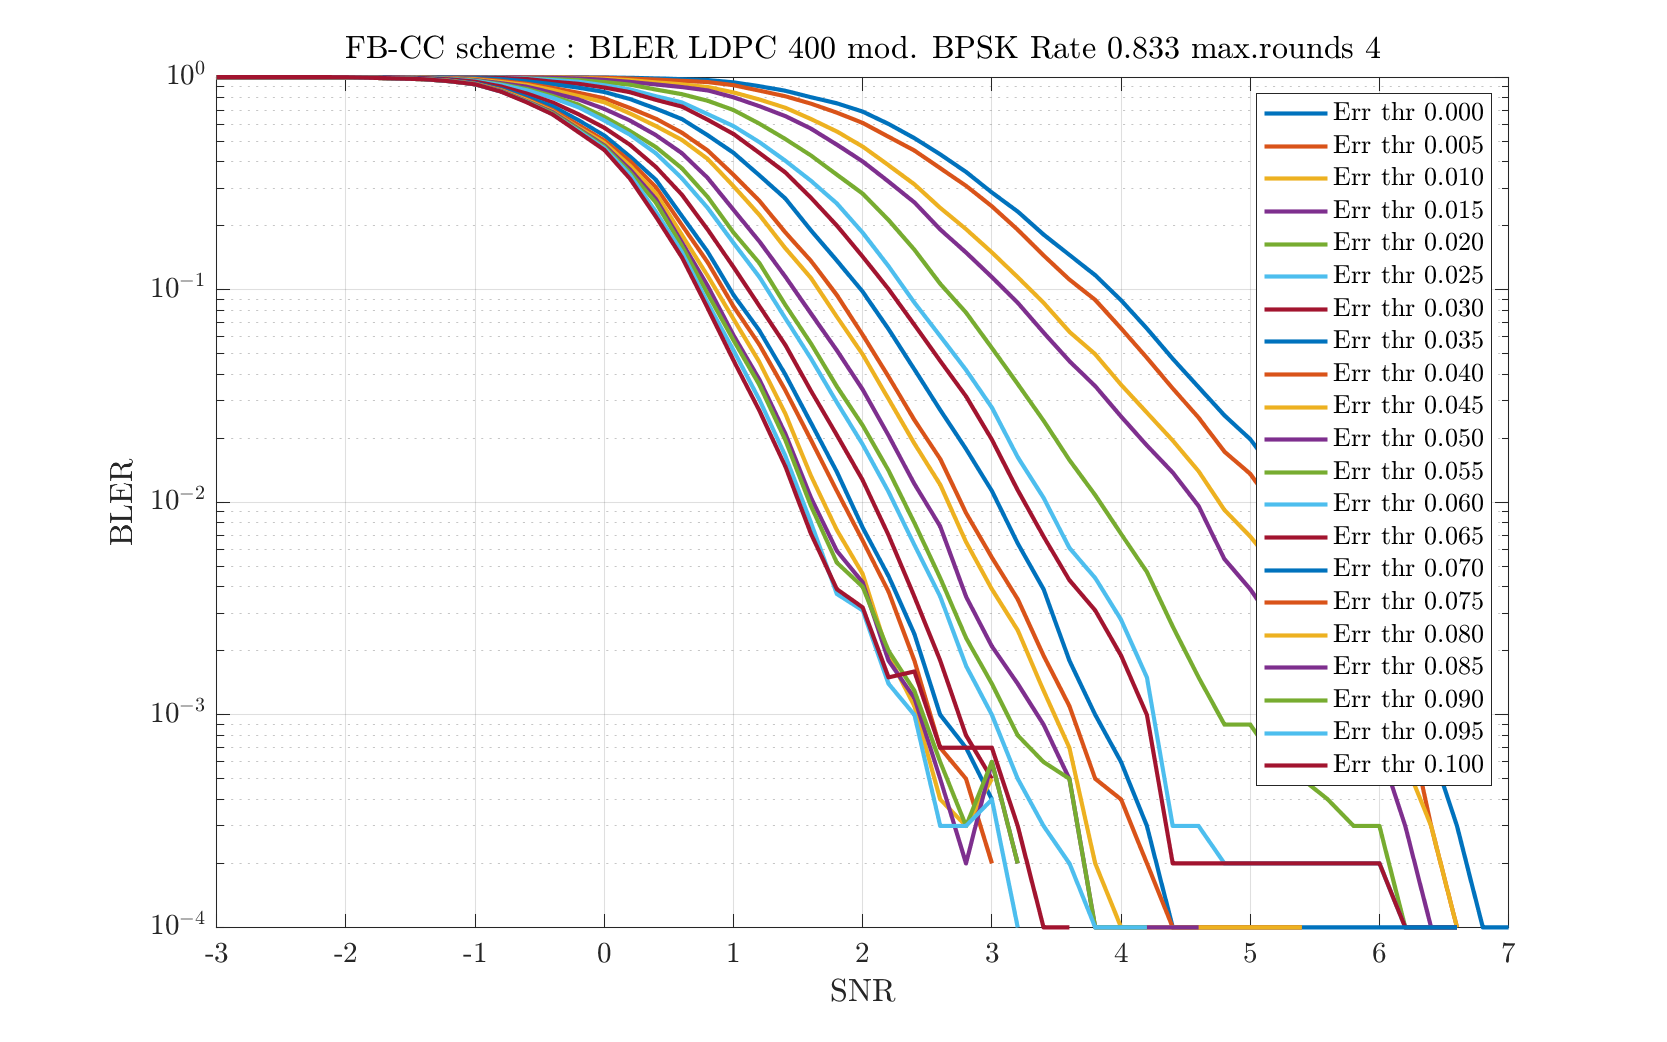 FB-CC scheme : BLER LDPC 400 mod. BPSK Rate 0.833 max.rounds 4
10^0
10^-1
10^-2
10^-3
10^-4
BLER
-3 -2 -1 0 1 2 3 4 5 6 7
SNR
Err thr 0.000
Err thr 0.005
Err thr 0.010
Err thr 0.015
Err thr 0.020
Err thr 0.025
Err thr 0.030
Err thr 0.035
Err thr 0.040
Err thr 0.045
Err thr 0.050
Err thr 0.055
Err thr 0.060
Err thr 0.065
Err thr 0.070
Err thr 0.075
Err thr 0.080
Err thr 0.085
Err thr 0.090
Err thr 0.095
Err thr 0.100